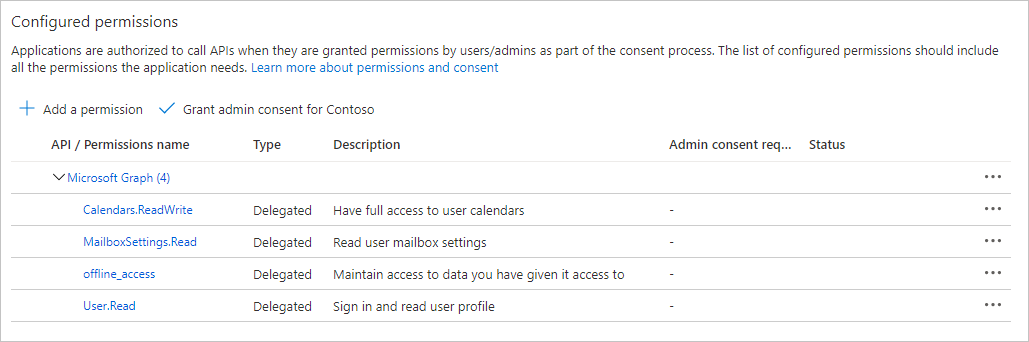 Configured permissions
Applications are authorized to call APIs when they are granted permissions by users/admins as part of the consent process. The list of configured permissions should include
all the permissions the application needs. Learn more about permissions and consent
Add a permission Grant admin consent for Contoso
API / Permissions name Type Description Admin consent req... Status
Microsoft Graph (4)
Calendars.ReadWrite Delegated Have full access to user calendars -
MailboxSettings.Read Delegated Read user mailbox settings -
offline_access Delegated Maintain access to data you have given it access to -
User.Read Delegated Sign in and read user profile -